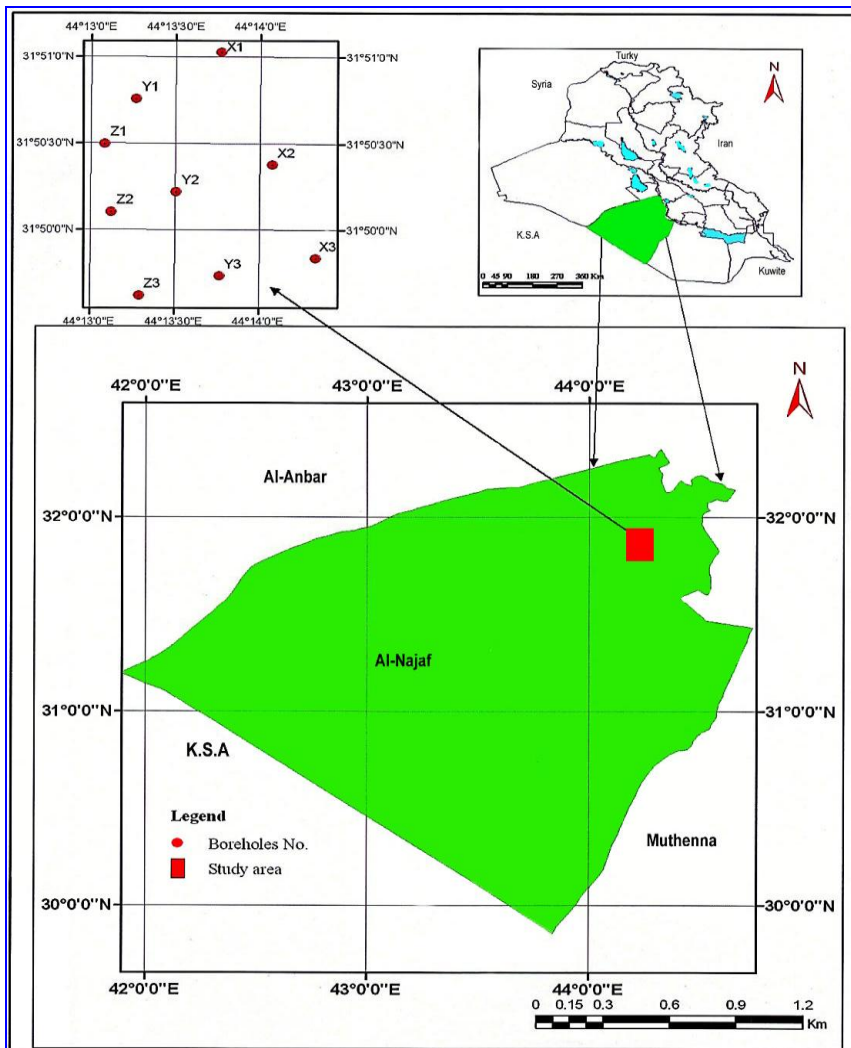 44°13'0"E 44°13'30"E 44°14'0"E
X1
31°51'0"N 31°51'0"N
Y1
Z1
31°50'30"N 31°50'30"N
X2
Y2
Z2
31°50'0"N 31°50'0"N
X3
Y3
Z3
44°13'0"E 44°13'30"E 44°14'0"E
Turky
N
Syria
Iran
K.S.A
Kuwite
0 45 90 180 270 360 Km
42°0'0"E 43°0'0"E 44°0'0"E
N
Al-Anbar
32°0'0"N 32°0'0"N
Al-Najaf
31°0'0"N 31°0'0"N
K.S.A
Legend
Boreholes No.
Study area
Muthenna
30°0'0"N 30°0'0"N
42°0'0"E 43°0'0"E 44°0'0"E
0 0.15 0.3 0.6 0.9 1.2
Km